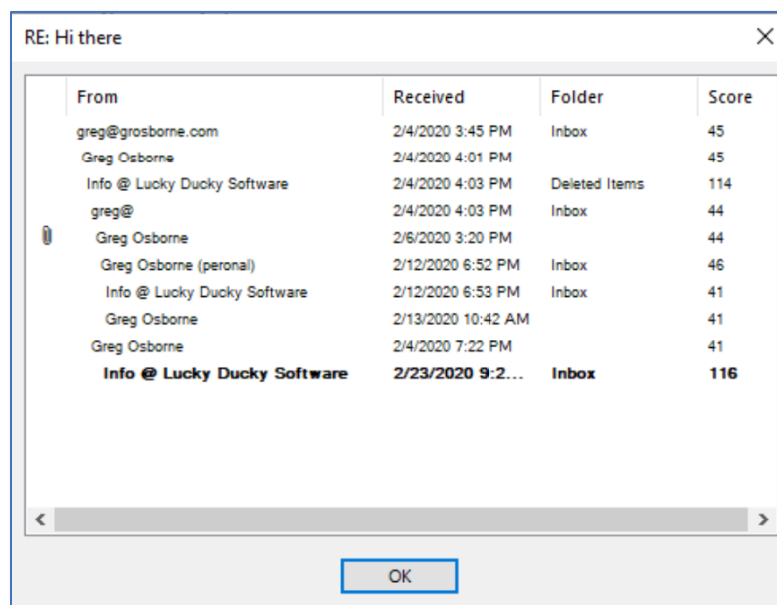 RE: Hi there
From Received Folder Score
greg@grosborne.com 2/4/2020 3:45 PM Inbox 45
Greg Osborne 2/4/2020 4:01 PM 45
Info @ Lucky Ducky Software 2/4/2020 4:03 PM Deleted Items 114
greg@ 2/4/2020 4:03 PM Inbox 44
Greg Osborne 2/6/2020 3:20 PM 44
Greg Osborne (peronal) 2/12/2020 6:52 PM Inbox 46
Info @ Lucky Ducky Software 2/12/2020 6:53 PM Inbox 41
Greg Osborne 2/13/2020 10:42 AM 41
Greg Osborne 2/4/2020 7:22 PM 41
Info @ Lucky Ducky Software 2/23/2020 9:2... Inbox 116
OK